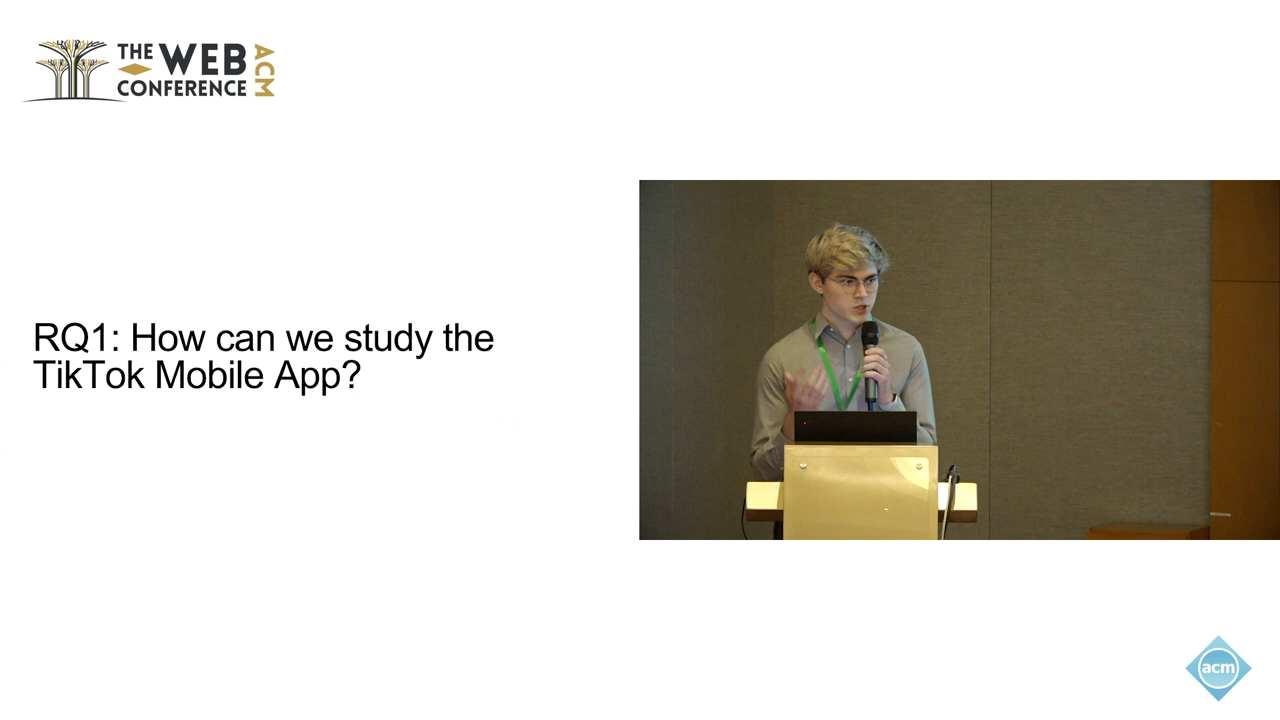 THE WEB
CONFERENCE
ACM
RQ1: How can we study the
TikTok Mobile App?
acm